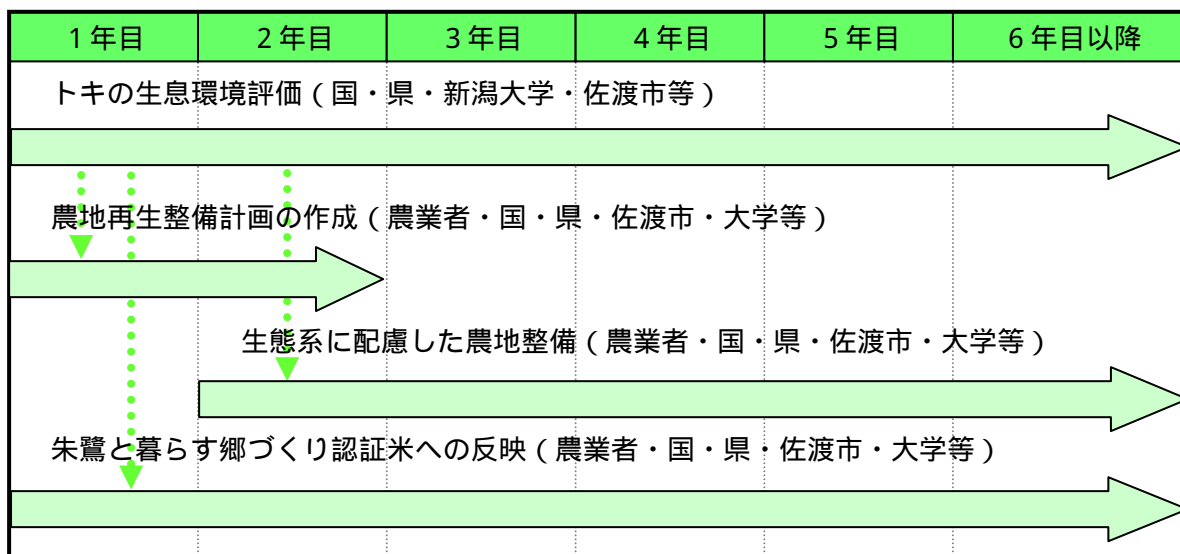 1年目 2年目 3年目 4年目 5年目 6年目以降
トキの生息環境評価（国・県・新潟大学・佐渡市等）
農地再生整備計画の作成（農業者・国・県・佐渡市・大学等）
生態系に配慮した農地整備（農業者・国・県・佐渡市・大学等）
朱鷺と暮らす郷づくり認証米への反映（農業者・国・県・佐渡市・大学等）